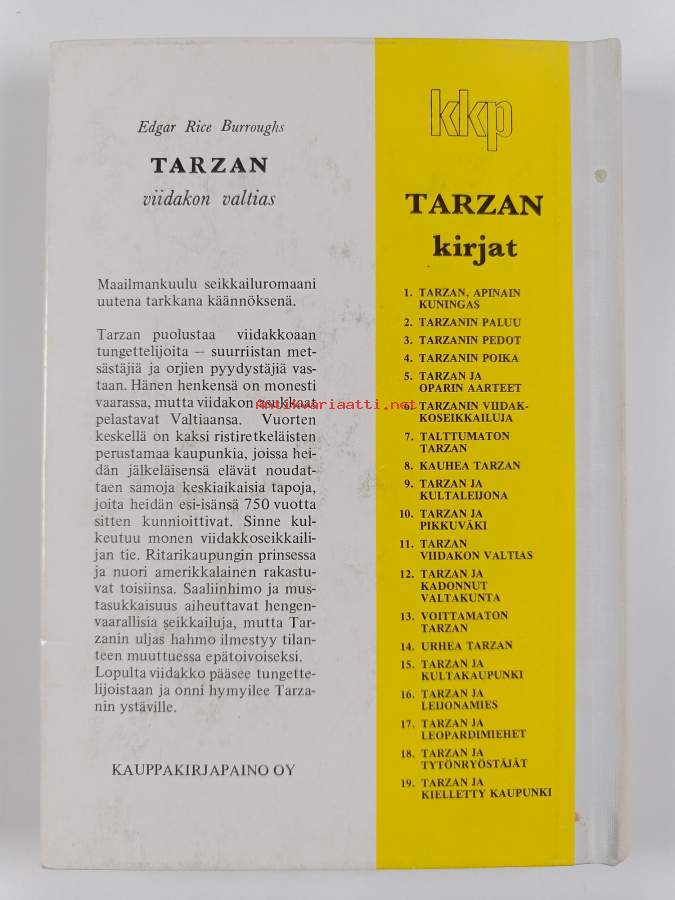 Edgar Rice Burroughs
TARZAN
viidakon valtias
Maailmankuulu seikkailuromaani
uutena tarkkana käännöksenä.
Tarzan puolustaa viidakkoaan
tungettelijoita — suurriistan met-
sästäjiä ja orjien pyydystäjiä vas-
taan. Hänen henkensä on monesti
vaarassa, mutta viidakon asukkaat
pelastavat Valtiaansa. Vuorten
keskellä on kaksi ristiretkeläisten
perustamaa kaupunkia, joissa hei-
dän jälkeläisensä elävät noudat-
taen samoja keskiaikaisia tapoja,
joita heidän esi-isänsä 750 vuotta
sitten kunnioittivat. Sinne kul-
keutuu monen viidakkoseikkaili-
jan tie. Ritarikaupungin prinsessa
ja nuori amerikkalainen rakastu-
vat toisiinsa. Saaliinhimo ja mus-
tasukkaisuus aiheuttavat hengen-
vaarallisia seikkailuja, mutta Tar-
zanin uljas hahmo ilmestyy tilan-
teen muuttuessa epätoivoiseksi.
Lopulta viidakko pääsee tungette-
lijoistaan ja onni hymyilee Tarza-
nin ystäville.
KAUPPAKIRJAPAINO OY
kkp
TARZAN
kirjat
1. TARZAN, APINAIN
KUNINGAS
2. TARZANIN PALUU
3. TARZANIN PEDOT
4. TARZANIN POIKA
5. TARZAN JA
OPARIN AARTEET
6. TARZANIN VIIDAK-
KOSEIKKAILUJA
7. TALTTUMATON
TARZAN
8. KAUHEA TARZAN
9. TARZAN JA
KULTALEIJONA
10. TARZAN JA
PIKKUVÄKI
11. TARZAN
VIIDAKON VALTIAS
12. TARZAN JA
KADONNUT
VALTAKUNTA
13. VOITTAMATON
TARZAN
14. URHEA TARZAN
15. TARZAN JA
KULTAKAUPUNKI
16. TARZAN JA
LEIJONAMIES
17. TARZAN JA
LEOPARDIMIEHET
18. TARZAN JA
TYTÖNRYÖSTÄJÄT
19. TARZAN JA
KIELLETTY KAUPUNKI
Antikvariaatti.net